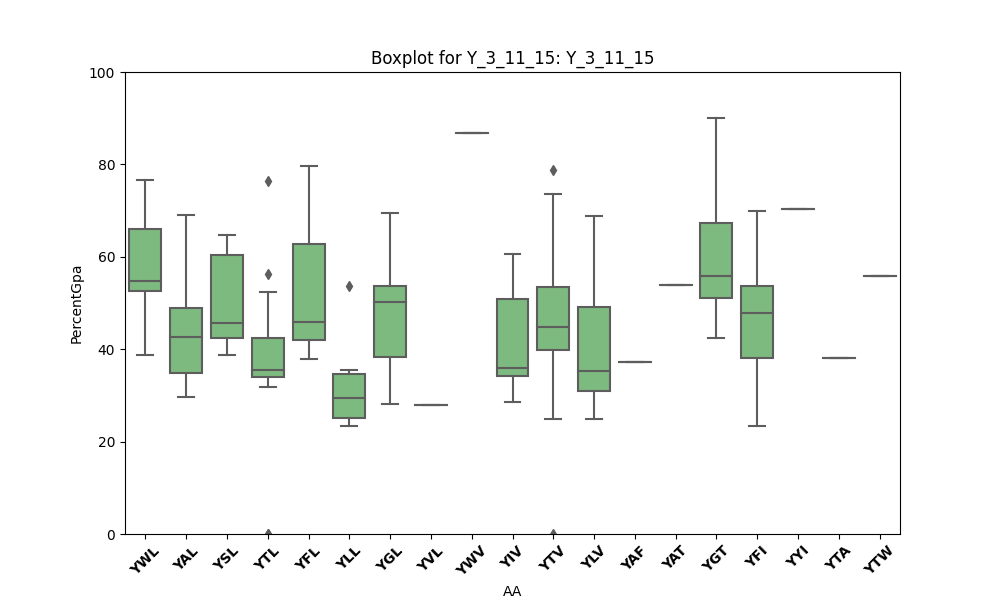 Boxplot for Y_3_11_15: Y_3_11_15
100
80
60
40
20
0
PercentGpa
YWL YAL YSL YTL YFL YLL YGL YVL YWV YIV YTV YLV YAF YAT YGT YFI YYI YTA YTW
AA